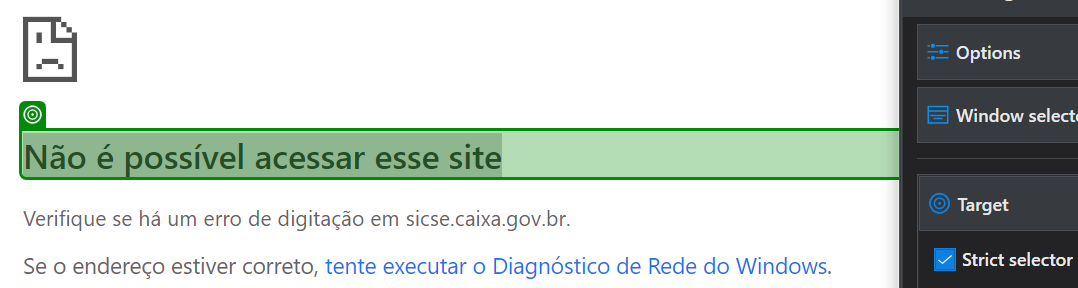 Options
Window selecto
Não é possível acessar esse site
Target
Verifique se há um erro de digitação em sicse.caixa.gov.br.
Strict selector
Se o endereço estiver correto, tente executar o Diagnóstico de Rede do Windows.